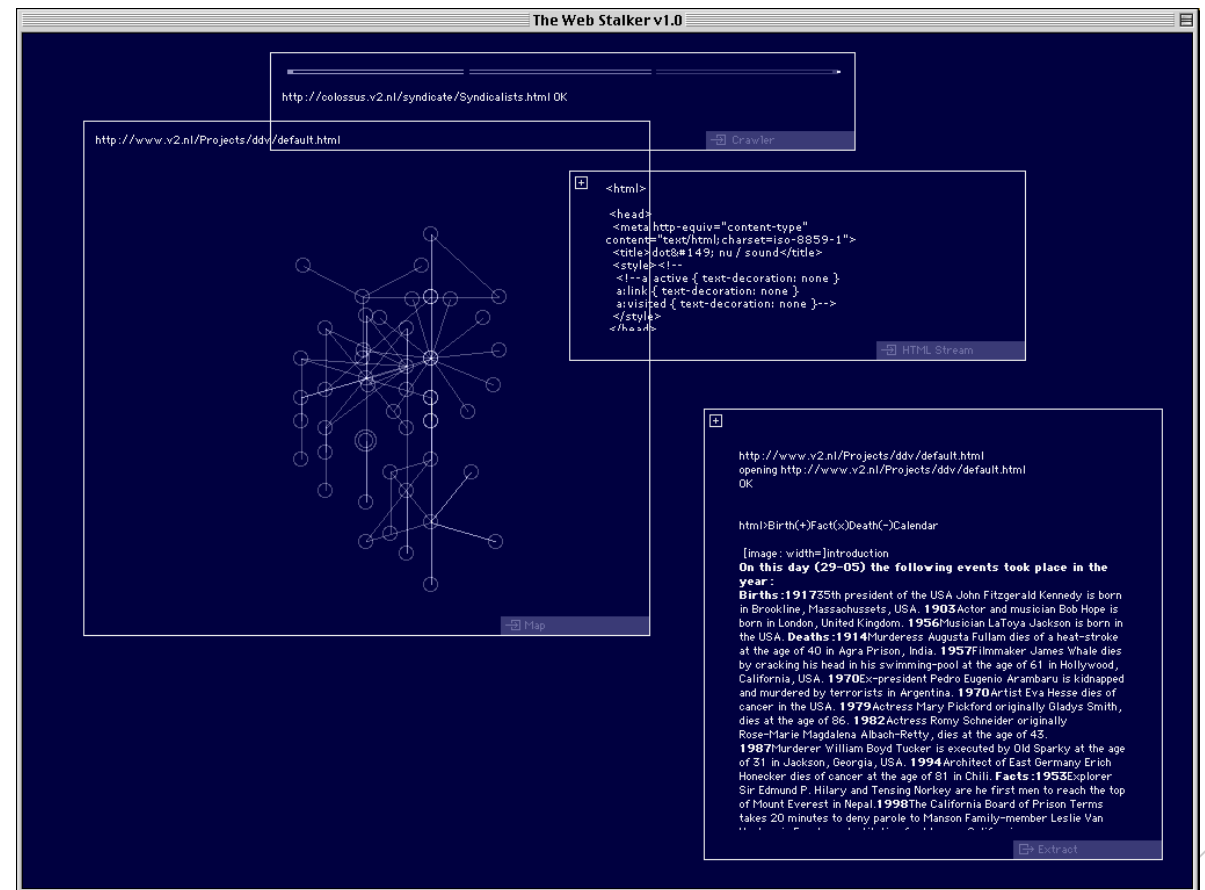 The Web Stalker v1.0
http://colossus.v2.nl/syndicate/Syndicalists.html OK
Crawler
http://www.v2.nl/Projects/ddv/default.html
Map
<html>
<head>
<meta http-equiv="content-type"
content="text/html;charset=iso-8859-1">
<title>dot&#149; nu / sound</title>
<style><!--
<!--a active { text-decoration: none }
a:link { text-decoration: none }
a:visited { text-decoration: none }-->
</style>
</head>
HTML Stream
http://www.v2.nl/Projects/ddv/default.html
opening http://www.v2.nl/Projects/ddv/default.html
OK
html>Birth(+)Fact(x)Death(-)Calendar
[image: width=]introduction
On this day (29-05) the following events took place in the
year:
Births:191735th president of the USA John Fitzgerald Kennedy is born
in Brookline, Massachussets, USA. 1903Actor and musician Bob Hope is
born in London, United Kingdom. 1956Musician LaToya Jackson is born in
the USA. Deaths:1914Murderess Augusta Fullam dies of a heat-stroke
at the age of 40 in Agra Prison, India. 1957Filmmaker James Whale dies
by cracking his head in his swimming-pool at the age of 61 in Hollywood,
California, USA. 1970Ex-president Pedro Eugenio Arambaru is kidnapped
and murdered by terrorists in Argentina. 1970Artist Eva Hesse dies of
cancer in the USA. 1979Actress Mary Pickford originally Gladys Smith,
dies at the age of 86. 1982Actress Romy Schneider originally
Rose-Marie Magdalena Albach-Retty, dies at the age of 43.
1987Murderer William Boyd Tucker is executed by Old Sparky at the age
of 31 in Jackson, Georgia, USA. 1994Architect of East Germany Erich
Honecker dies of cancer at the age of 81 in Chili. Facts:1953Explorer
Sir Edmund P. Hilary and Tensing Norkey are he first men to reach the top
of Mount Everest in Nepal.1998The California Board of Prison Terms
takes 20 minutes to deny parole to Manson Family-member Leslie Van
Extract